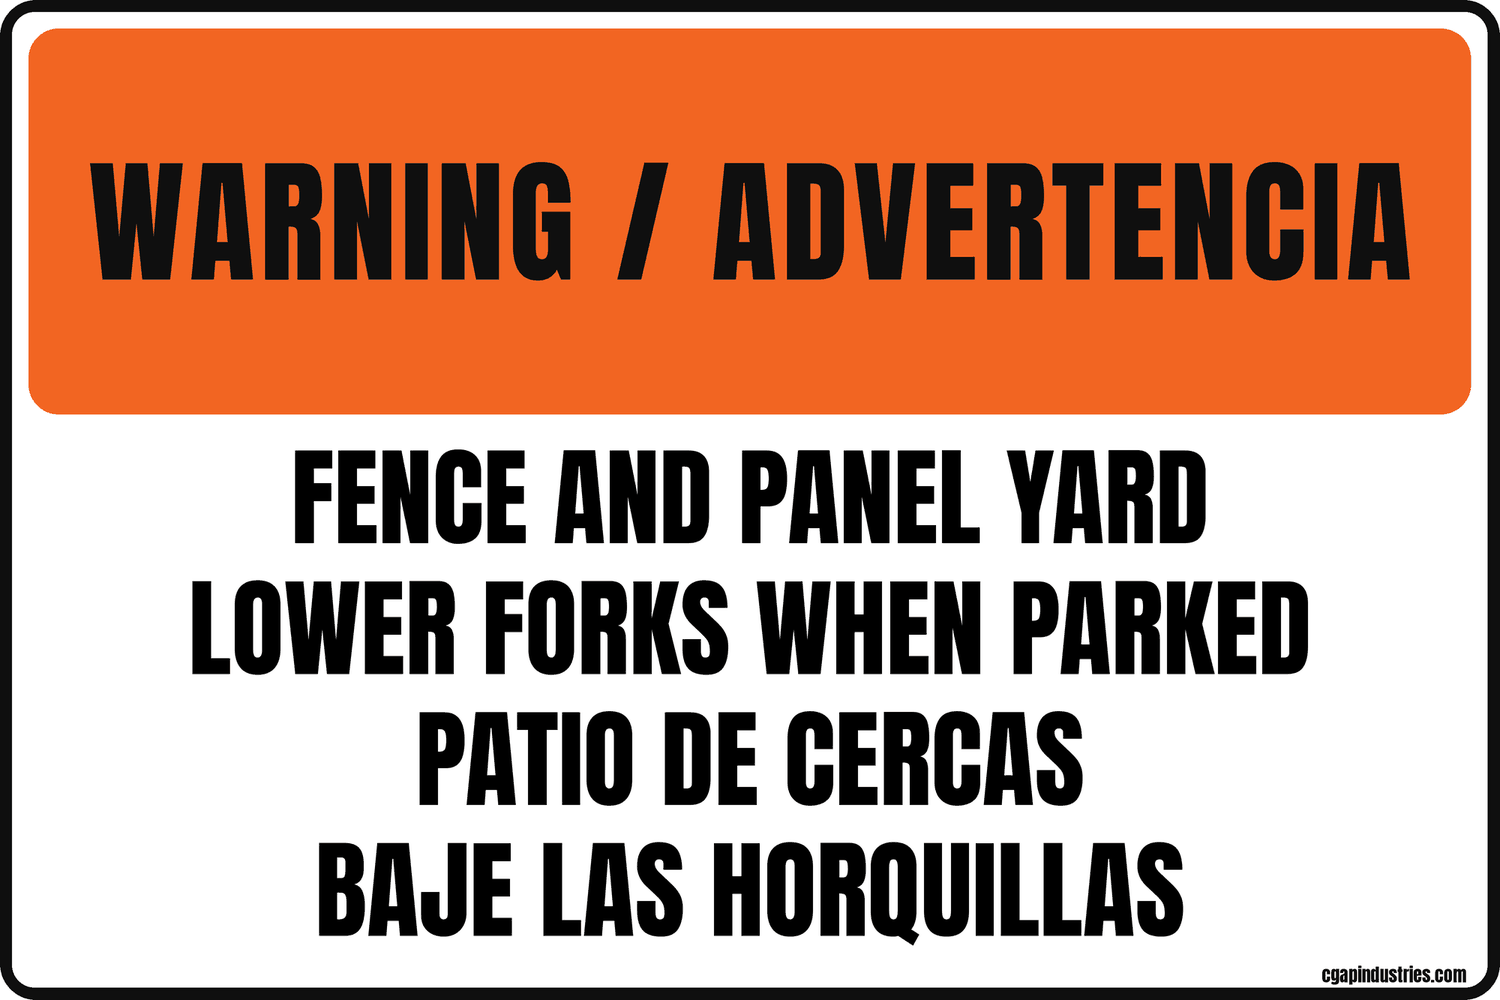 WARNING / ADVERTENCIA
FENCE AND PANEL YARD
LOWER FORKS WHEN PARKED
PATIO DE CERCAS
BAJE LAS HORQUILLAS
cgapindustries.com